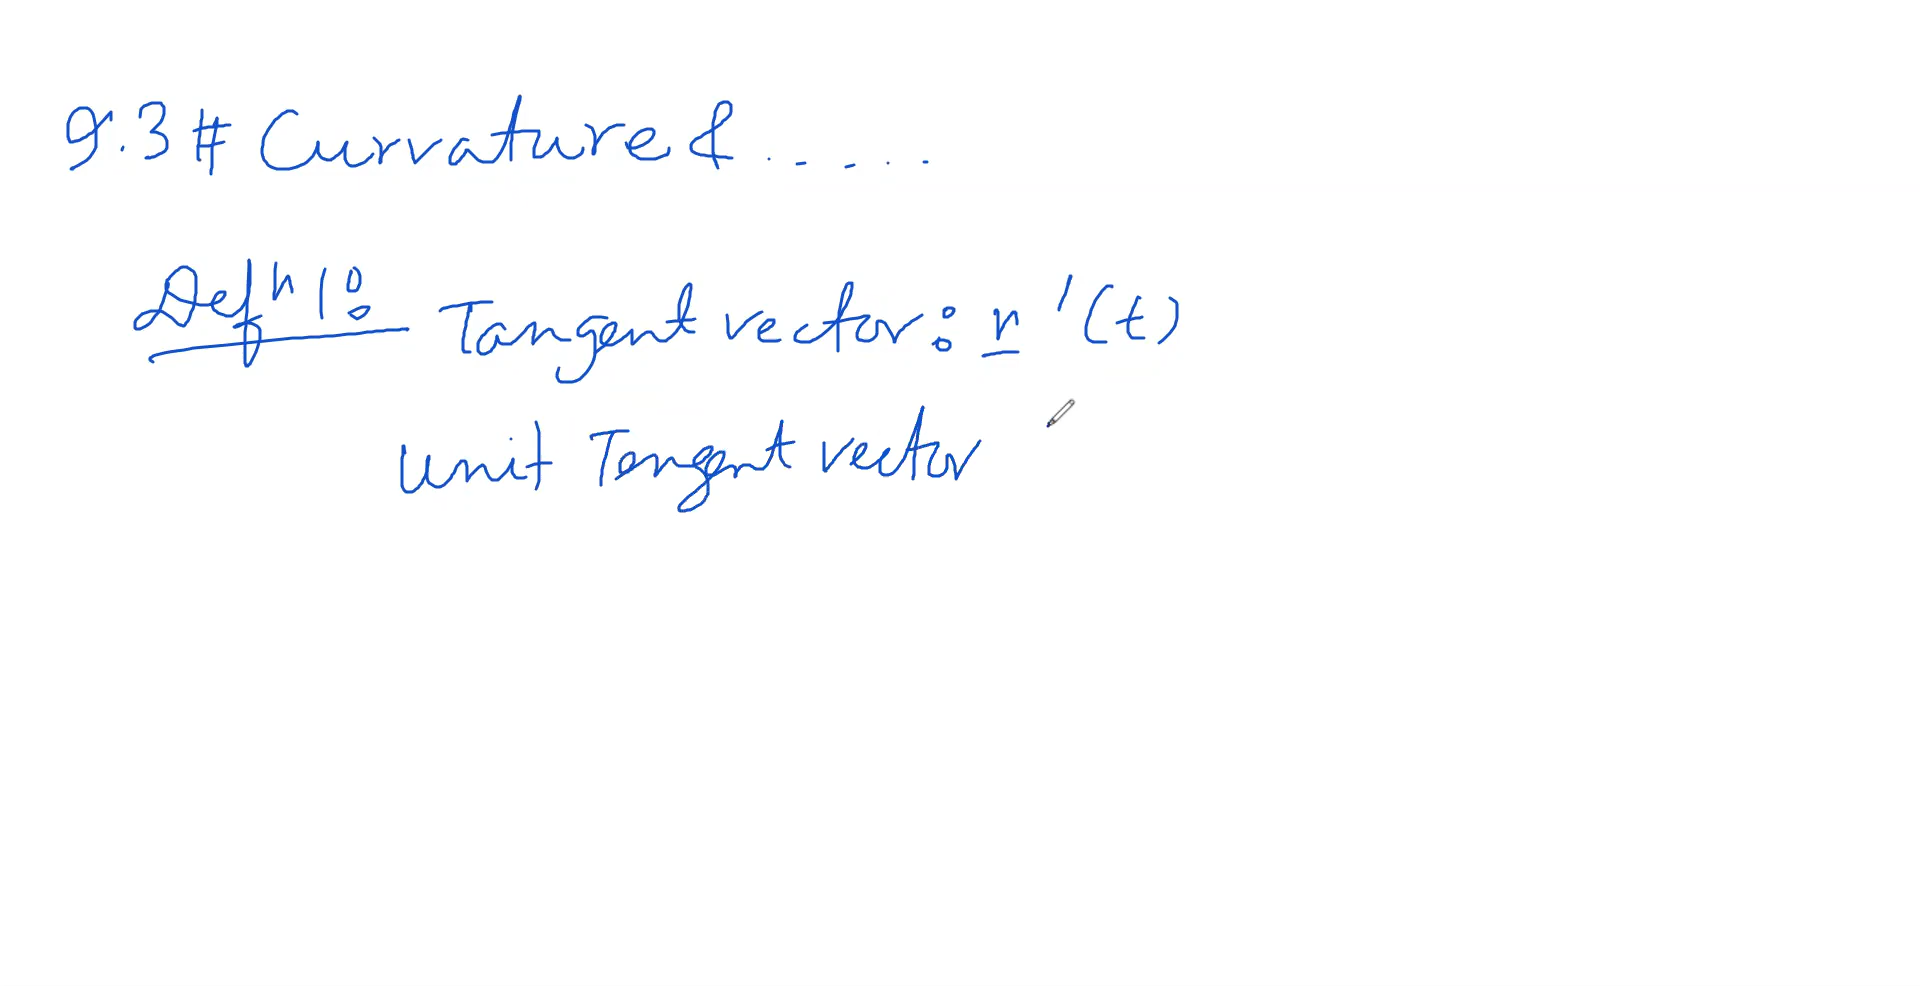 9.3 # Curvature & .....
Defⁿ 1: Tangent vector: r'(t)
unit Tangent vector